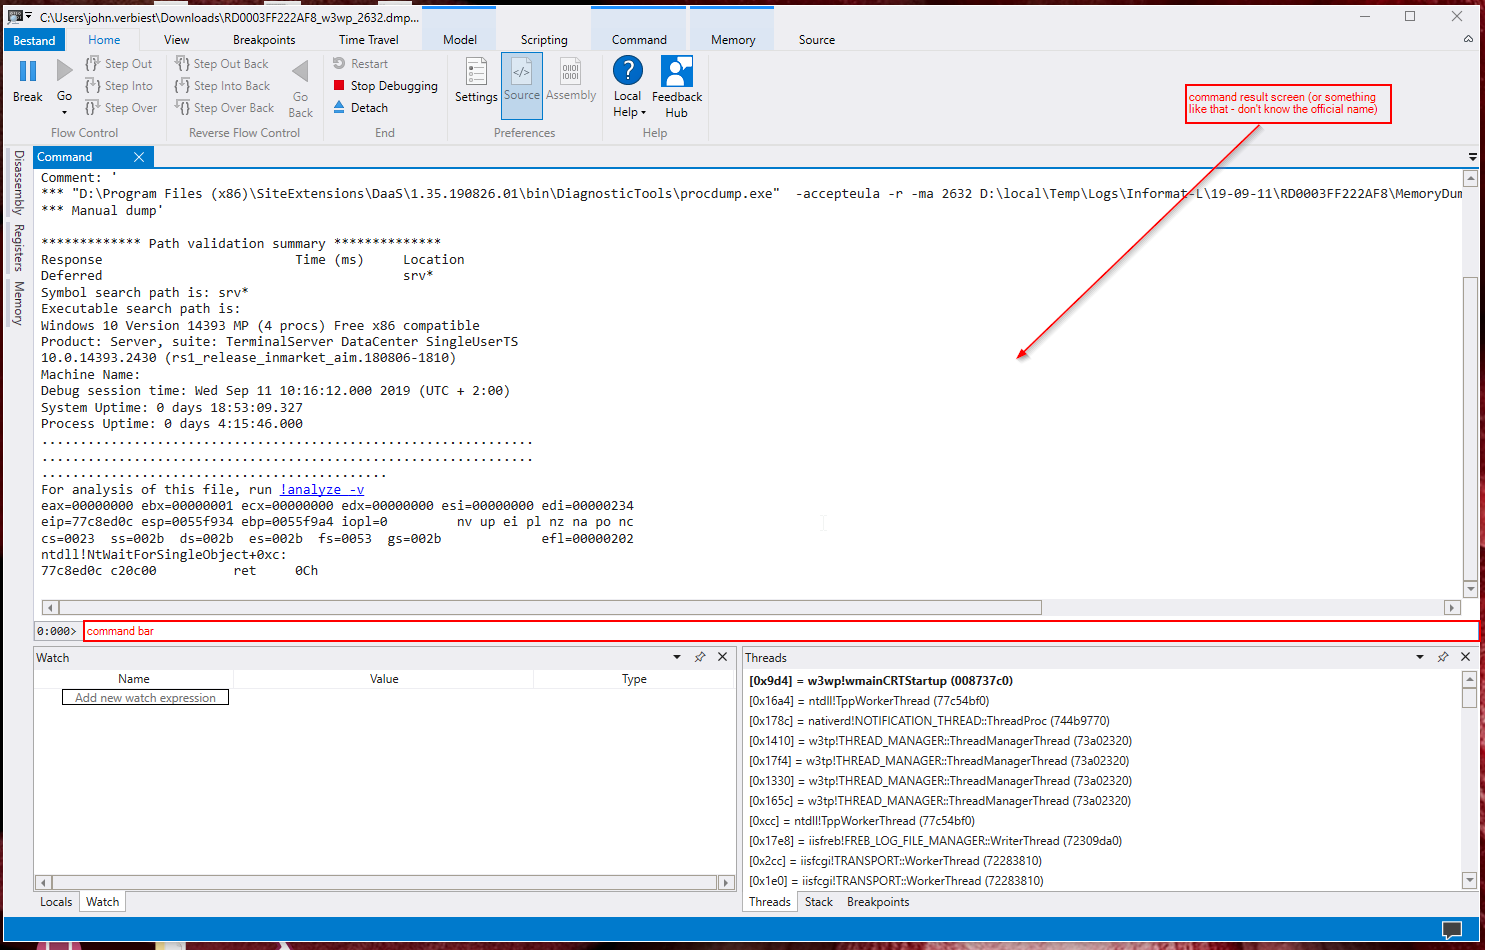 C:\Users\john.verbiest\Downloads\RD0003FF222AF8_w3wp_2632.dmp...
Bestand Home View Breakpoints Time Travel Model Scripting Command Memory Source
Break
Go
Step Out
Step Into
Step Over
Flow Control
Step Out Back
Step Into Back
Step Over Back
Go Back
Reverse Flow Control
Restart
Stop Debugging
Detach
End
Settings
Source
Assembly
Preferences
Local Help
Feedback Hub
Help
command result screen (or something
like that - don't know the official name)
Disassembly
Registers
Memory
Command
Comment: '
*** "D:\Program Files (x86)\SiteExtensions\DaaS\1.35.190826.01\bin\DiagnosticTools\procdump.exe"  -accepteula -r -ma 2632 D:\local\Temp\Logs\Informat-L\19-09-11\RD0003FF222AF8\MemoryDum
*** Manual dump'
************* Path validation summary **************
Response                         Time (ms)     Location
Deferred                                       srv*
Symbol search path is: srv*
Executable search path is:
Windows 10 Version 14393 MP (4 procs) Free x86 compatible
Product: Server, suite: TerminalServer DataCenter SingleUserTS
10.0.14393.2430 (rs1_release_inmarket_aim.180806-1810)
Machine Name:
Debug session time: Wed Sep 11 10:16:12.000 2019 (UTC + 2:00)
System Uptime: 0 days 18:53:09.327
Process Uptime: 0 days 4:15:46.000
................................................................
................................................................
.............................................
For analysis of this file, run !analyze -v
eax=00000000 ebx=00000001 ecx=00000000 edx=00000000 esi=00000000 edi=00000234
eip=77c8ed0c esp=0055f934 ebp=0055f9a4 iopl=0         nv up ei pl nz na po nc
cs=0023  ss=002b  ds=002b  es=002b  fs=0053  gs=002b             efl=00000202
ntdll!NtWaitForSingleObject+0xc:
77c8ed0c c20c00          ret     0Ch
0:000> command bar
Watch
Name Value Type
Add new watch expression
Locals Watch
Threads
[0x9d4] = w3wp!wmainCRTStartup (008737c0)
[0x16a4] = ntdll!TppWorkerThread (77c54bf0)
[0x178c] = nativerd!NOTIFICATION_THREAD::ThreadProc (744b9770)
[0x1410] = w3tp!THREAD_MANAGER::ThreadManagerThread (73a02320)
[0x17f4] = w3tp!THREAD_MANAGER::ThreadManagerThread (73a02320)
[0x1330] = w3tp!THREAD_MANAGER::ThreadManagerThread (73a02320)
[0x165c] = w3tp!THREAD_MANAGER::ThreadManagerThread (73a02320)
[0xcc] = ntdll!TppWorkerThread (77c54bf0)
[0x17e8] = iisfreb!FREB_LOG_FILE_MANAGER::WriterThread (72309da0)
[0x2cc] = iisfcgi!TRANSPORT::WorkerThread (72283810)
[0x1e0] = iisfcgi!TRANSPORT::WorkerThread (72283810)
Threads Stack Breakpoints